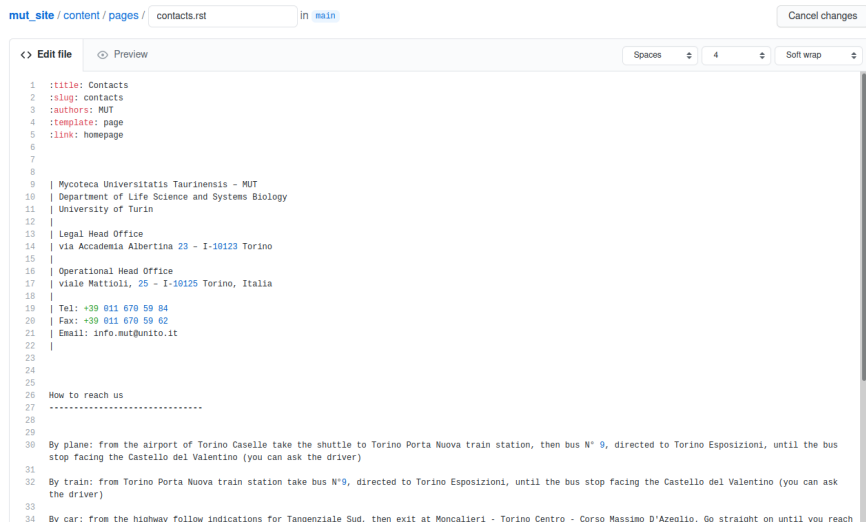 mut_site / content / pages / contacts.rst in main Cancel changes
<> Edit file Preview Spaces 4 Soft wrap
1 :title: Contacts
2 :slug: contacts
3 :authors: MUT
4 :template: page
5 :link: homepage
6
7
8
9 | Mycoteca Universitatis Taurinensis – MUT
10 | Department of Life Science and Systems Biology
11 | University of Turin
12 |
13 | Legal Head Office
14 | via Accademia Albertina 23 – I-10123 Torino
15 |
16 | Operational Head Office
17 | viale Mattioli, 25 – I-10125 Torino, Italia
18 |
19 | Tel: +39 011 670 59 84
20 | Fax: +39 011 670 59 62
21 | Email: info.mut@unito.it
22 |
23
24
25
26 How to reach us
27 -------------------------------
28
29
30 By plane: from the airport of Torino Caselle take the shuttle to Torino Porta Nuova train station, then bus N° 9, directed to Torino Esposizioni, until the bus
stop facing the Castello del Valentino (you can ask the driver)
31
32 By train: from Torino Porta Nuova train station take bus N°9, directed to Torino Esposizioni, until the bus stop facing the Castello del Valentino (you can ask
the driver)
33
34 By car: from the highway follow indications for Tangenziale Sud, then exit at Moncalieri - Torino Centro - Corso Massimo D'Azeglio. Go straight on until you reach